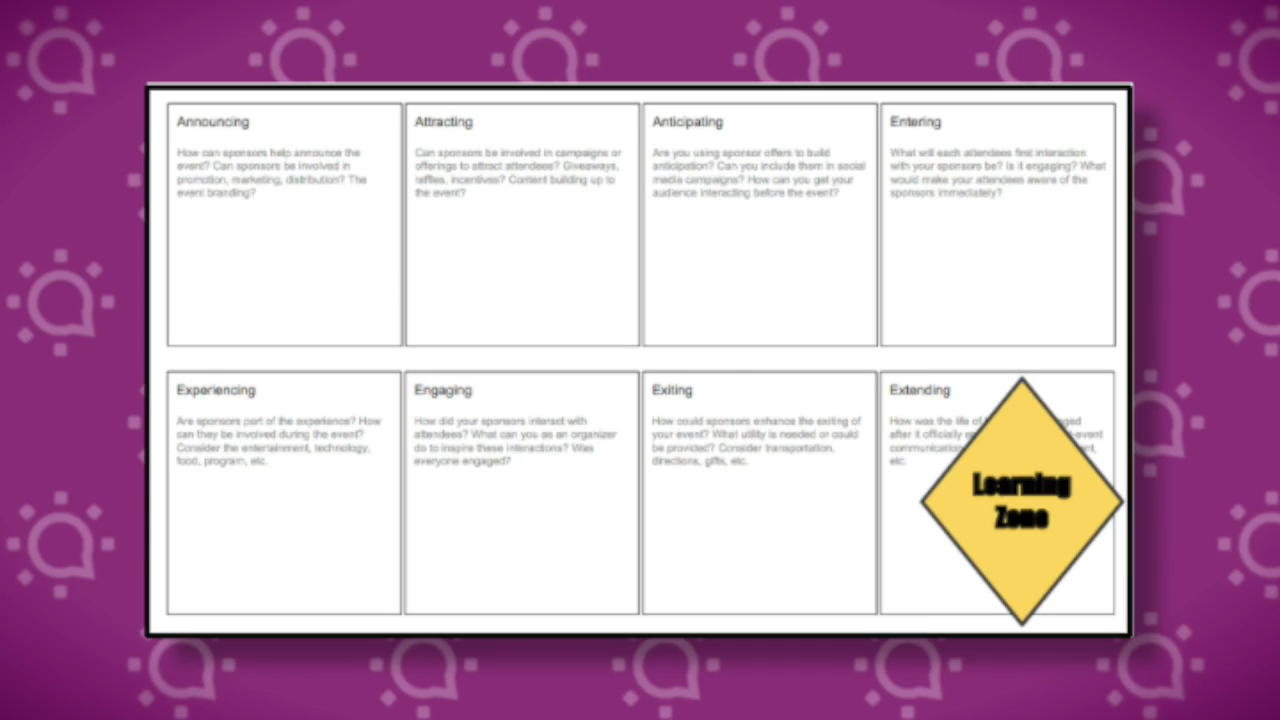 Announcing
How can sponsors help announce the
event? Can sponsors be involved in
promotion, marketing, distribution? The
event branding?
Attracting
Can sponsors be involved in campaigns or
offerings to attract attendees? Giveaways,
raffles, incentives? Content building up to
the event?
Anticipating
Are you using sponsor offers to build
anticipation? Can you include them in social
media campaigns? How can you get your
audience interacting before the event?
Entering
What will each attendees first interaction
with your sponsors be? Is it engaging? What
would make your attendees aware of the
sponsors immediately?
Experiencing
Are sponsors part of the experience? How
can they be involved during the event?
Consider the entertainment, technology,
food, program, etc.
Engaging
How did your sponsors interact with
attendees? What can you as an organizer
do to inspire these interactions? Was
everyone engaged?
Exiting
How could sponsors enhance the exiting of
your event? What utility is needed or could
be provided? Consider transportation,
directions, gifts, etc.
Extending
How was the life of
after it officially
etc.
Learning
Zone